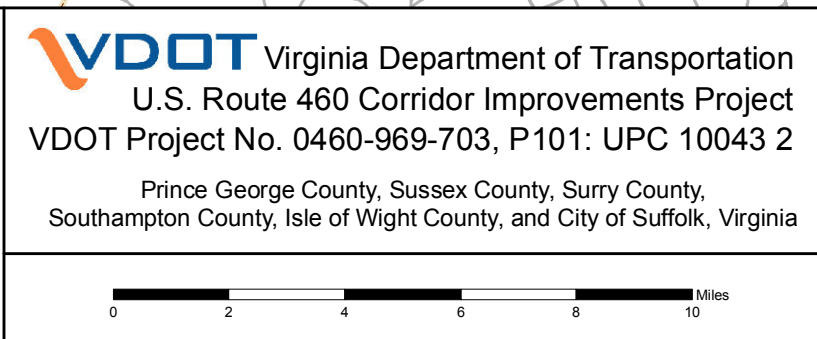 VDOT Virginia Department of Transportation
U.S. Route 460 Corridor Improvements Project
VDOT Project No. 0460-969-703, P101: UPC 10043 2
Prince George County, Sussex County, Surry County,
Southampton County, Isle of Wight County, and City of Suffolk, Virginia
Miles
0 2 4 6 8 10